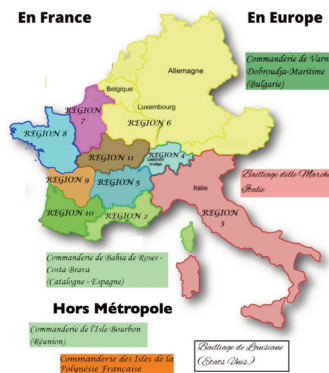 En France
En Europe
Commanderie de Varn
Dobroudja-Maritime
(Bulgarie)
Allemagne
Belgique
Luxembourg
REGION 7
REGION 6
REGION 8
REGION 11
REGION 4
REGION 9
REGION 5
REGION 10
REGION 2
Bailliage delle Marche
Italie
Italie
REGION 3
Commanderie de Bahia de Roses -
Costa Brava
(Catalogne - Espagne)
Hors Métropole
Commanderie de l'Isle Bourbon
(Réunion)
Commanderie des Isles de la
Polynésie Française
Bailliage de Louisiane
(Etats Unis.)